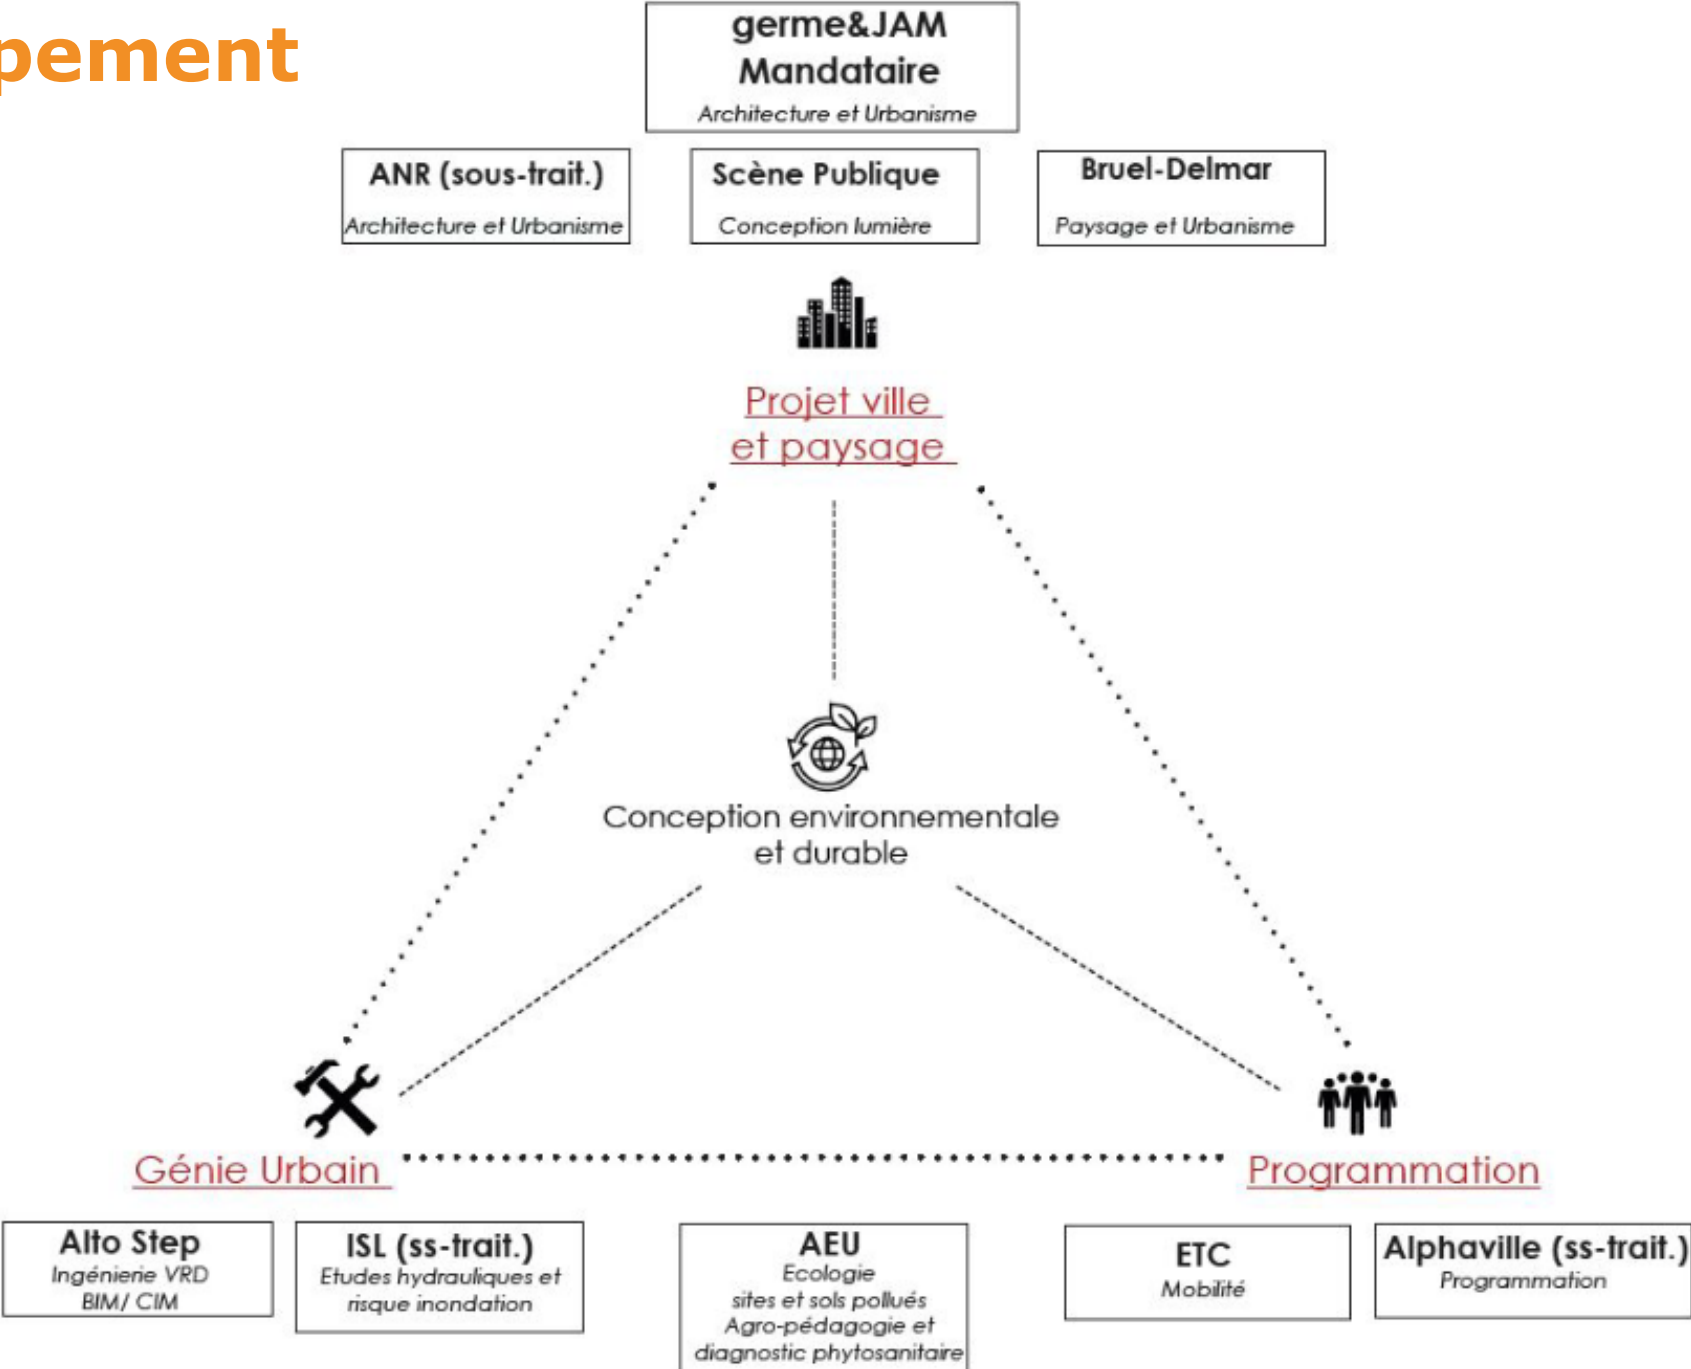 pement
germe&JAM
Mandataire
Architecture et Urbanisme
ANR (sous-trait.)
Architecture et Urbanisme
Scène Publique
Conception lumière
Bruel-Delmar
Paysage et Urbanisme
Projet ville
et paysage
Conception environnementale
et durable
Génie Urbain
Programmation
Alto Step
Ingénierie VRD
BIM/ CIM
ISL (ss-trait.)
Etudes hydrauliques et
risque inondation
AEU
Ecologie
sites et sols pollués
Agro-pédagogie et
diagnostic phytosanitaire
ETC
Mobilité
Alphaville (ss-trait.)
Programmation